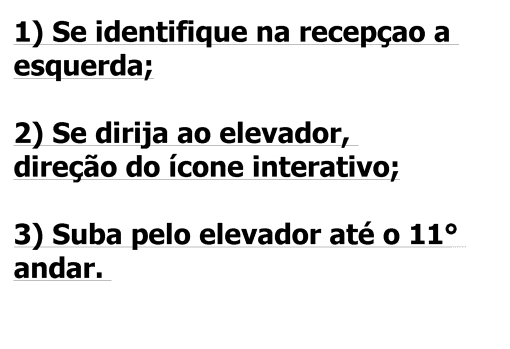 1) Se identifique na recepçao a
esquerda;
2) Se dirija ao elevador,
direção do ícone interativo;
3) Suba pelo elevador até o 11°
andar.